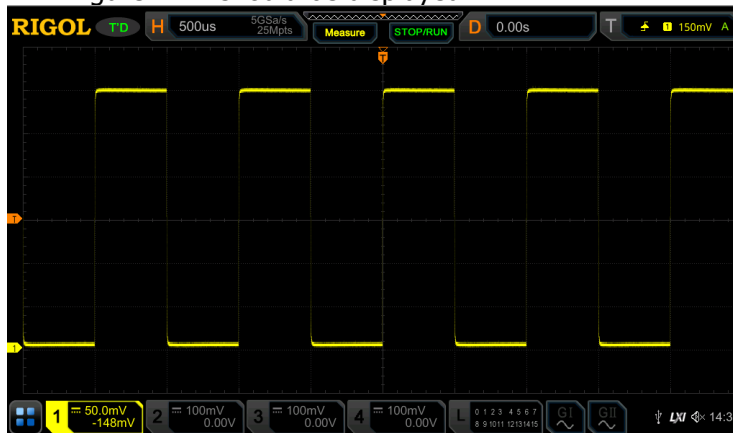 RIGOL T'D H 500us 5GSa/s 25Mpts Measure STOP/RUN D 0.00s T 1 150mV A
T
T
1
1 50.0mV -148mV 2 100mV 0.00V 3 100mV 0.00V 4 100mV 0.00V L 0 1 2 3 4 5 6 7 8 9 10 11 12 13 14 15 GI GII LXI 14:3